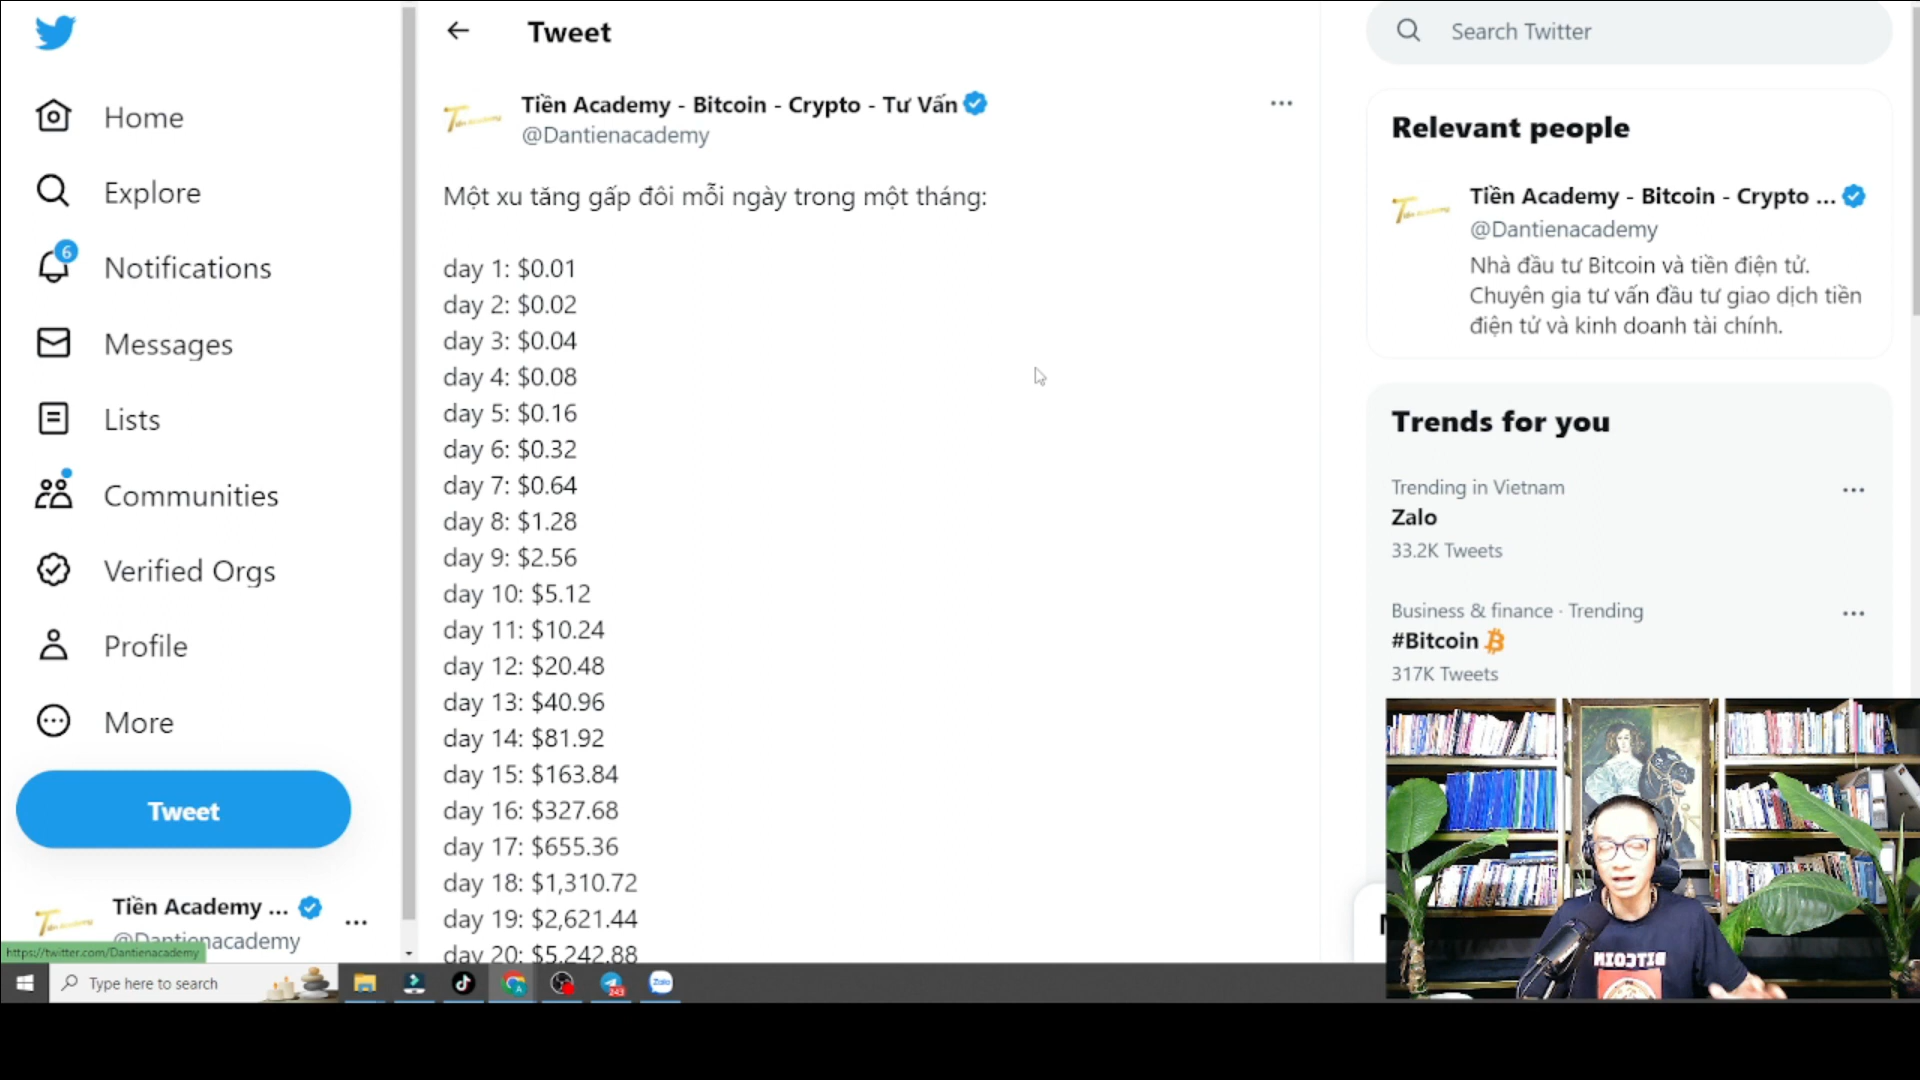 Home
Explore
6
Notifications
Messages
Lists
Communities
Verified Orgs
Profile
More
Tweet
Tiền Academy ...
@Dantienacademy
https://twitter.com/Dantienacademy
Tweet
Tiền Academy - Bitcoin - Crypto - Tư Vấn
@Dantienacademy
Một xu tăng gấp đôi mỗi ngày trong một tháng:
day 1: $0.01
day 2: $0.02
day 3: $0.04
day 4: $0.08
day 5: $0.16
day 6: $0.32
day 7: $0.64
day 8: $1.28
day 9: $2.56
day 10: $5.12
day 11: $10.24
day 12: $20.48
day 13: $40.96
day 14: $81.92
day 15: $163.84
day 16: $327.68
day 17: $655.36
day 18: $1,310.72
day 19: $2,621.44
day 20: $5,242.88
Search Twitter
Relevant people
Tiền Academy - Bitcoin - Crypto ...
@Dantienacademy
Nhà đầu tư Bitcoin và tiền điện tử.
Chuyên gia tư vấn đầu tư giao dịch tiền
điện tử và kinh doanh tài chính.
Trends for you
Trending in Vietnam
Zalo
33.2K Tweets
Business & finance · Trending
#Bitcoin
317K Tweets
BITCOIN
Type here to search
243
Zalo